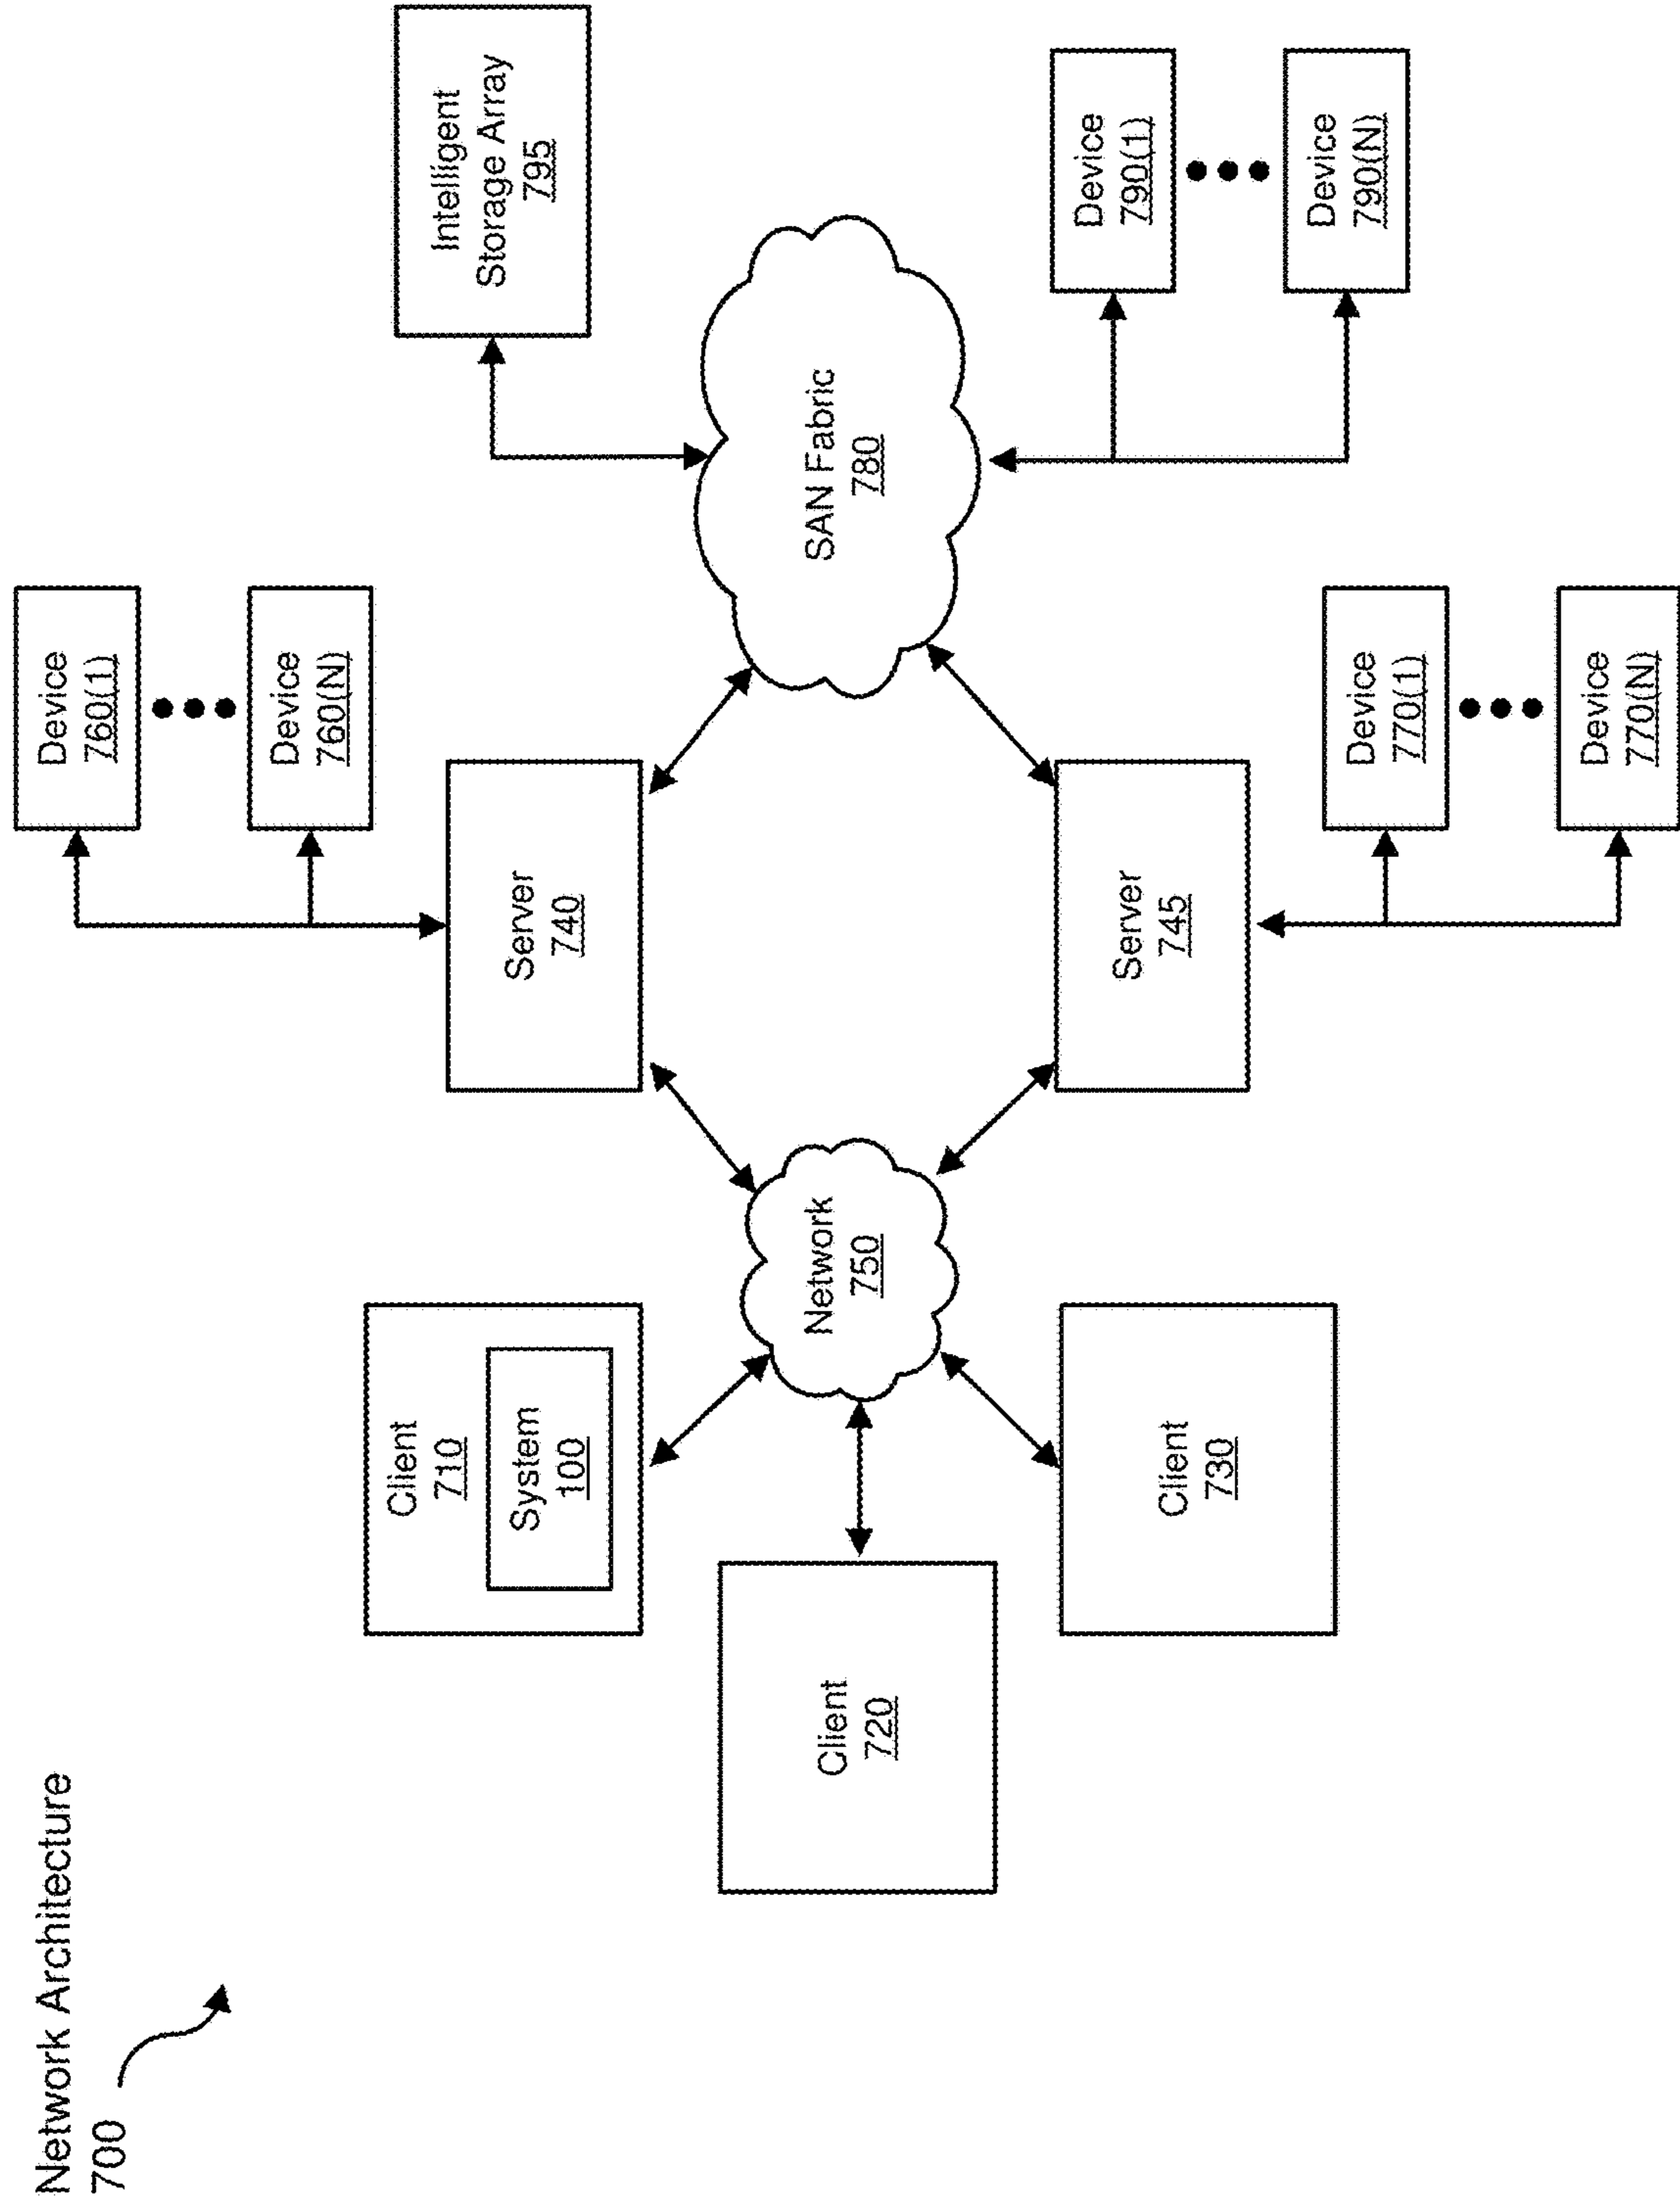 Network Architecture
700
Client
710
System
100
Client
720
Client
730
Network
750
Server
740
Server
745
Device
760(1)
Device
760(N)
Device
770(1)
Device
770(N)
SAN Fabric
780
Intelligent
Storage Array
795
Device
790(1)
Device
790(N)